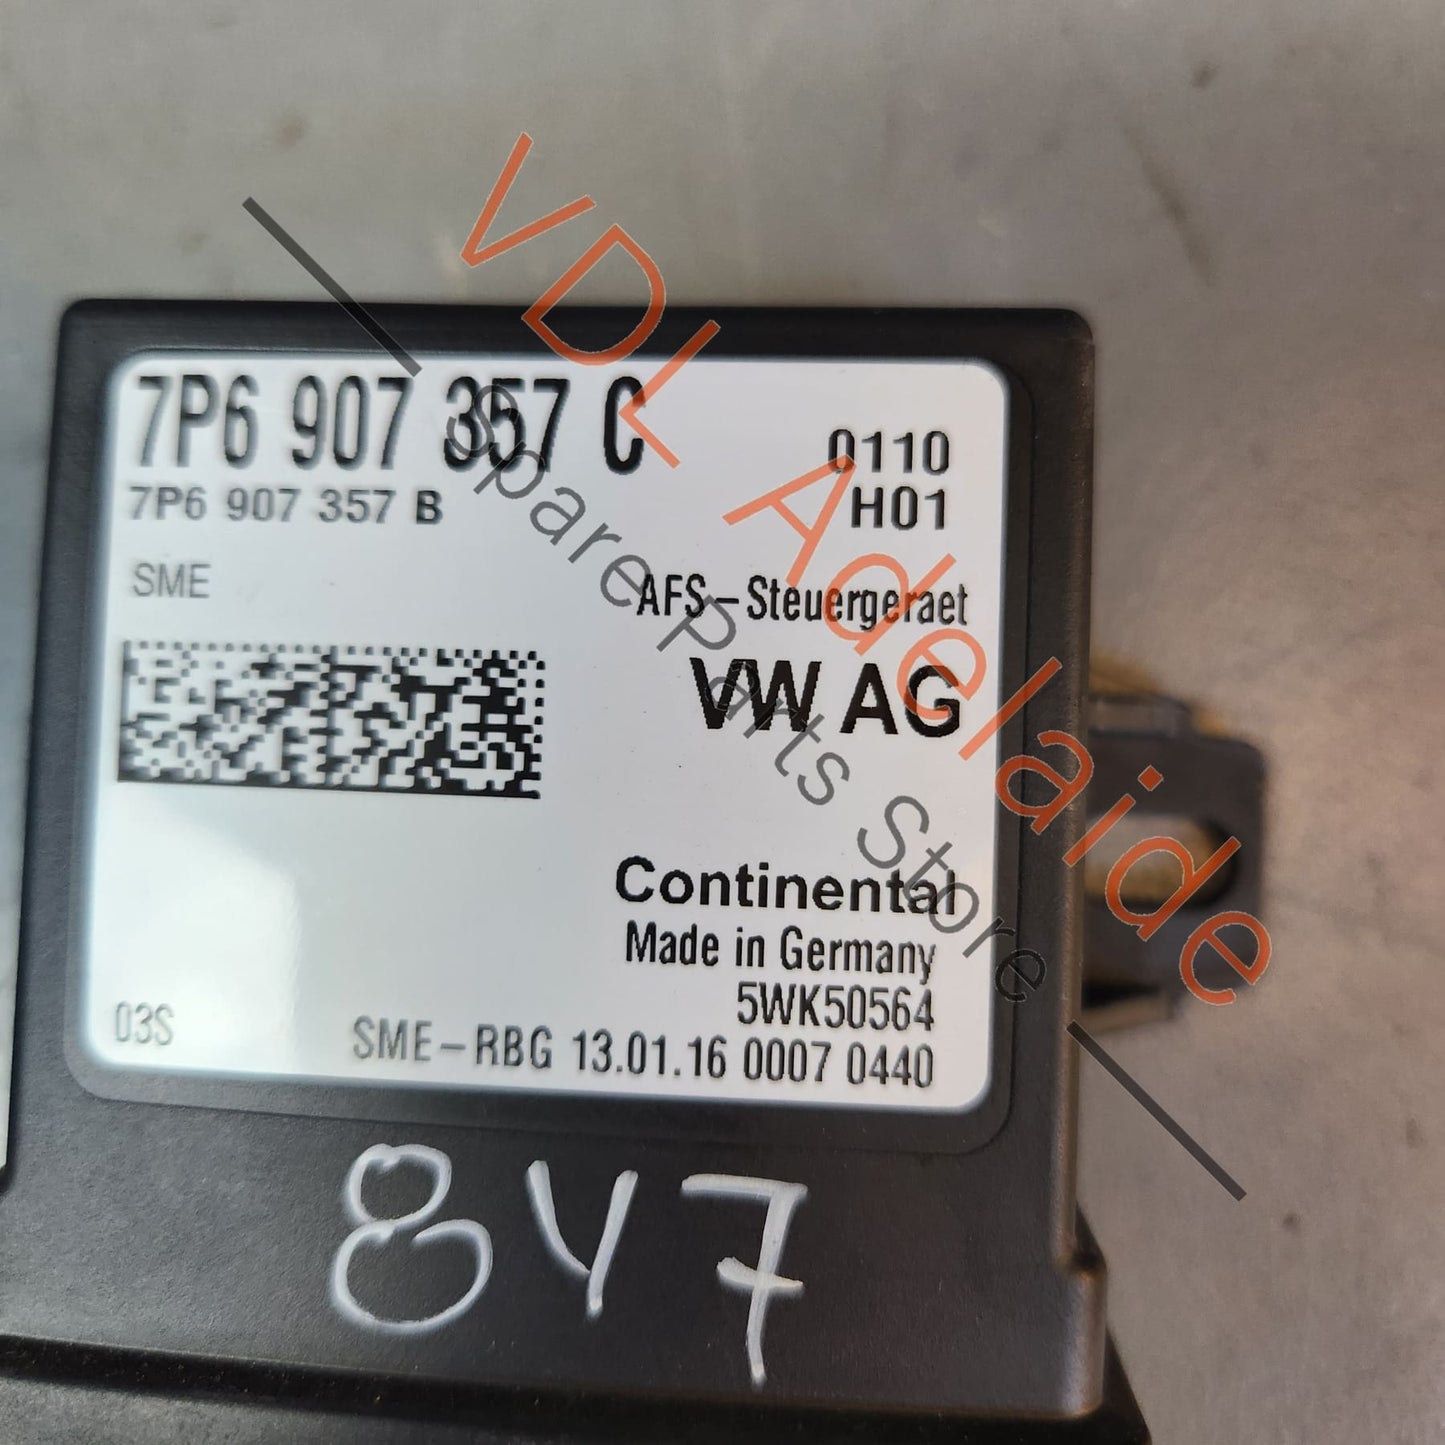 7P6 907 357 C
0110
7P6 907 357 B
H01
SME
AFS-Steuergeraet
VW AG
Continental
Made in Germany
5WK50564
03S
SME-RBG 13.01.16 0007 0440
847
VDL Adelaide
Spare Parts Store